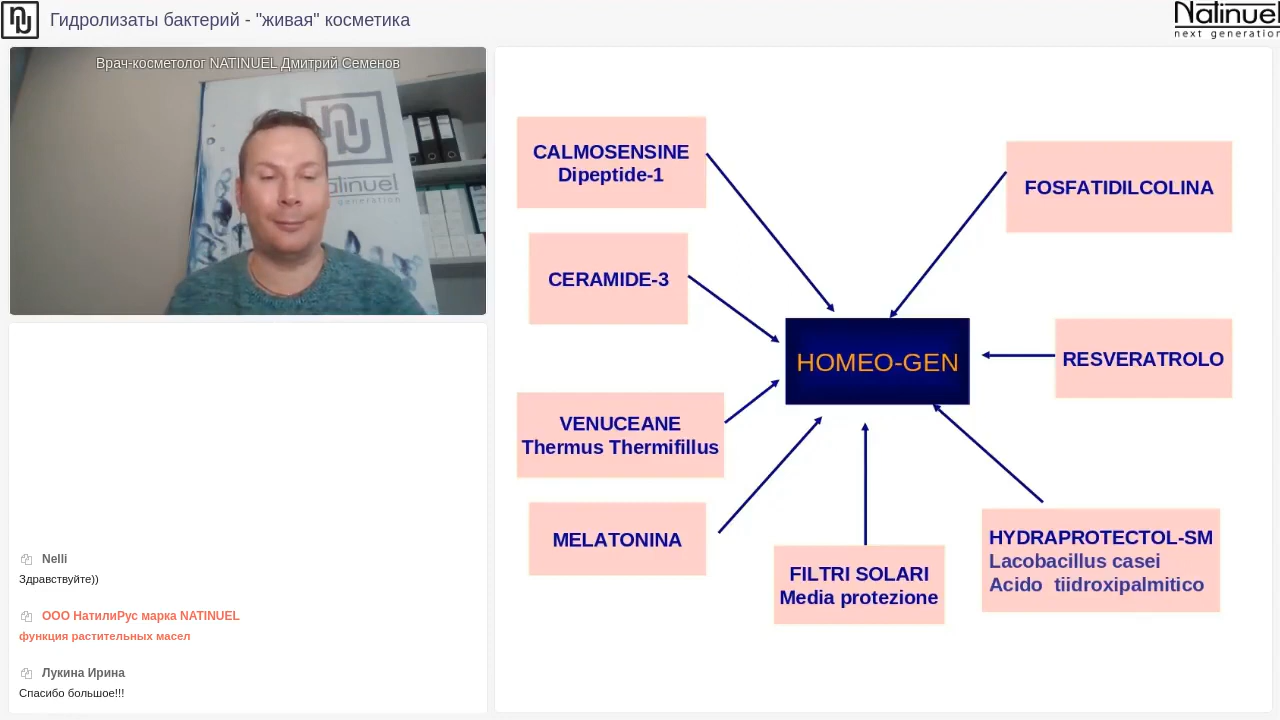 Гидролизаты бактерий - "живая" косметика
Natinuel
next generation
Врач-косметолог NATINUEL Дмитрий Семенов
CALMOSENSINE
Dipeptide-1
FOSFATIDILCOLINA
CERAMIDE-3
HOMEO-GEN
RESVERATROLO
VENUCEANE
Thermus Thermifillus
MELATONINA
FILTRI SOLARI
Media protezione
HYDRAPROTECTOL-SM
Lacobacillus casei
Acido tiidroxipalmitico
Nelli
Здравствуйте))
ООО НатилиРус марка NATINUEL
функция растительных масел
Лукина Ирина
Спасибо большое!!!